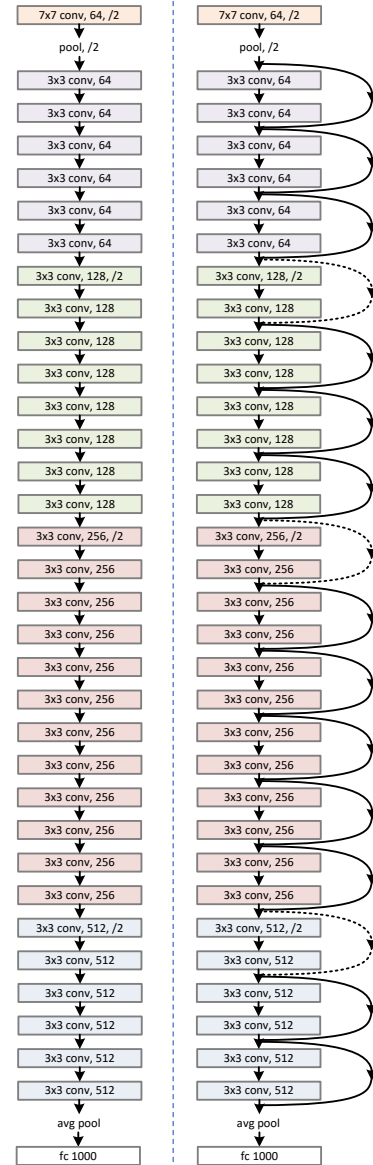 7x7 conv, 64, /2
pool, /2
3x3 conv, 64
3x3 conv, 64
3x3 conv, 64
3x3 conv, 64
3x3 conv, 64
3x3 conv, 64
3x3 conv, 128, /2
3x3 conv, 128
3x3 conv, 128
3x3 conv, 128
3x3 conv, 128
3x3 conv, 128
3x3 conv, 128
3x3 conv, 128
3x3 conv, 256, /2
3x3 conv, 256
3x3 conv, 256
3x3 conv, 256
3x3 conv, 256
3x3 conv, 256
3x3 conv, 256
3x3 conv, 256
3x3 conv, 256
3x3 conv, 256
3x3 conv, 256
3x3 conv, 256
3x3 conv, 512, /2
3x3 conv, 512
3x3 conv, 512
3x3 conv, 512
3x3 conv, 512
3x3 conv, 512
avg pool
fc 1000
7x7 conv, 64, /2
pool, /2
3x3 conv, 64
3x3 conv, 64
3x3 conv, 64
3x3 conv, 64
3x3 conv, 64
3x3 conv, 64
3x3 conv, 128, /2
3x3 conv, 128
3x3 conv, 128
3x3 conv, 128
3x3 conv, 128
3x3 conv, 128
3x3 conv, 128
3x3 conv, 128
3x3 conv, 256, /2
3x3 conv, 256
3x3 conv, 256
3x3 conv, 256
3x3 conv, 256
3x3 conv, 256
3x3 conv, 256
3x3 conv, 256
3x3 conv, 256
3x3 conv, 256
3x3 conv, 256
3x3 conv, 256
3x3 conv, 512, /2
3x3 conv, 512
3x3 conv, 512
3x3 conv, 512
3x3 conv, 512
3x3 conv, 512
avg pool
fc 1000